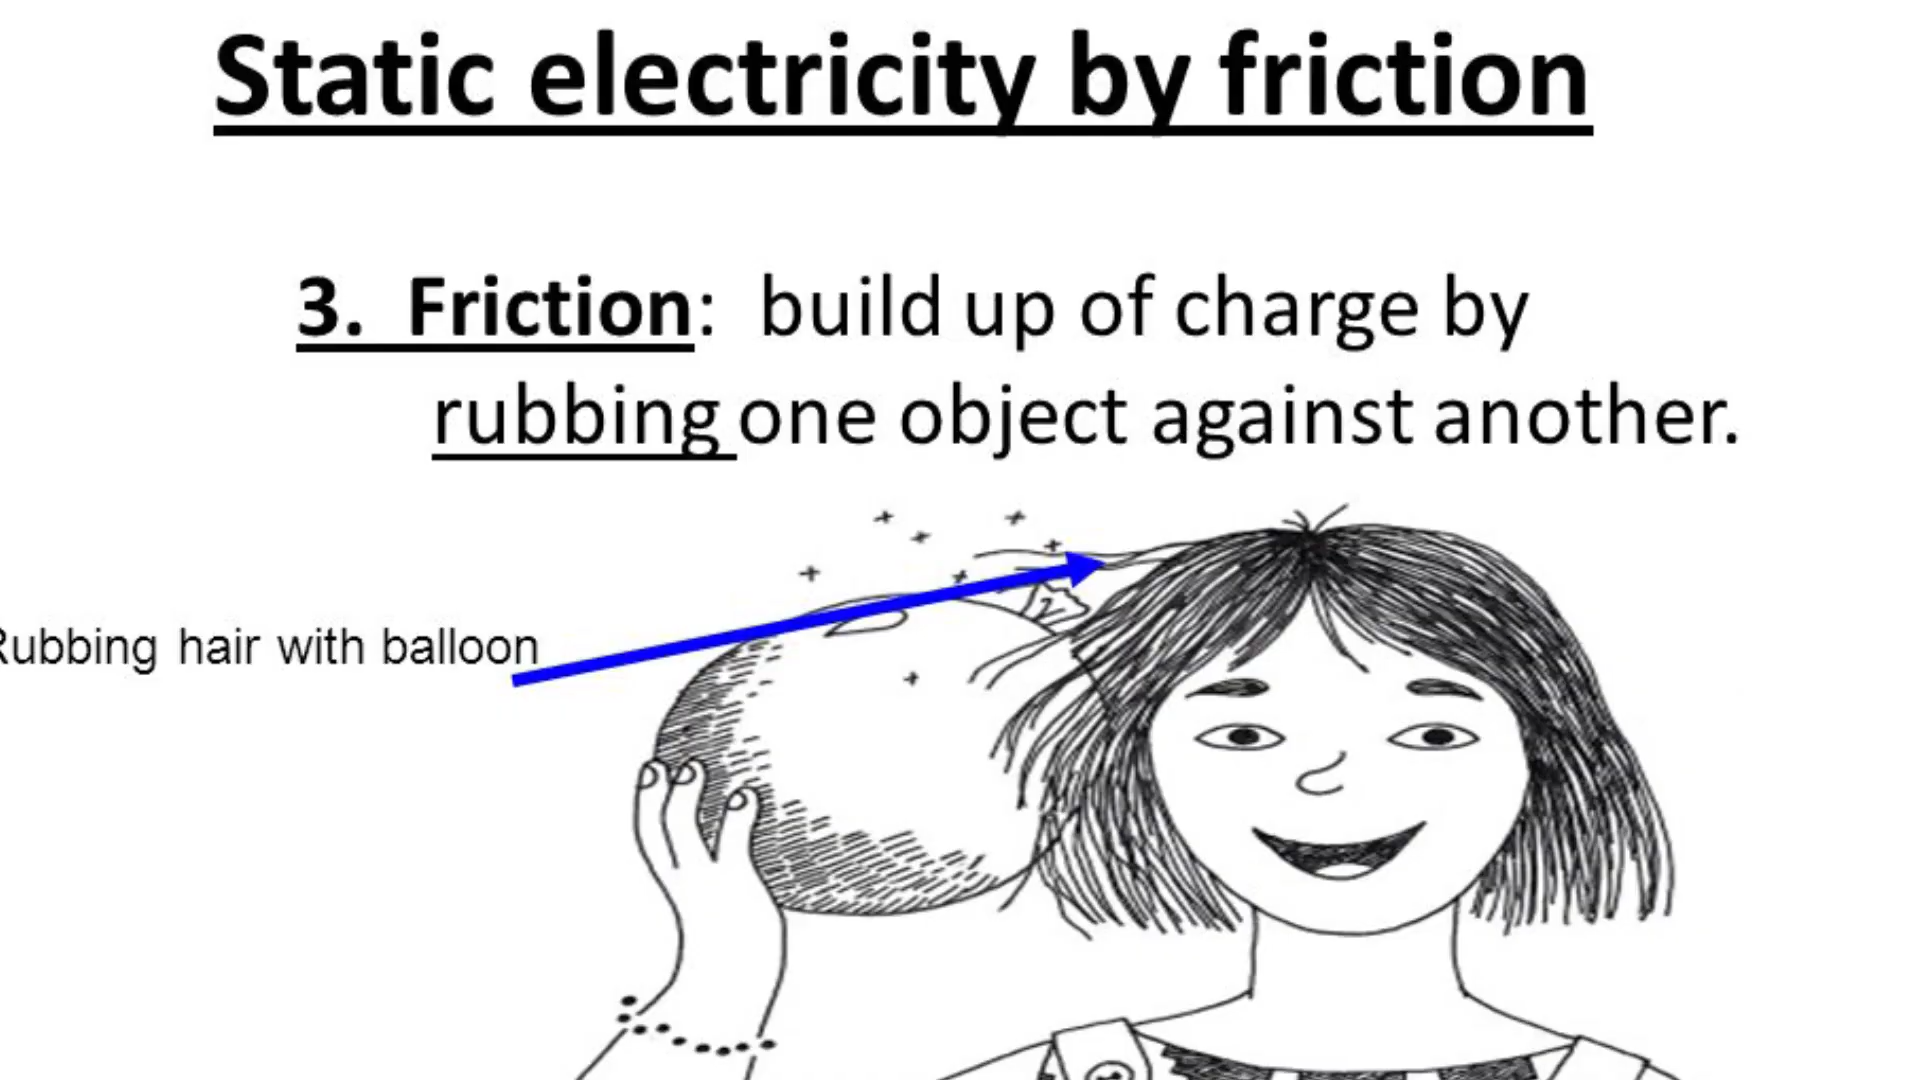 Static electricity by friction
3. Friction: build up of charge by
rubbing one object against another.
Rubbing hair with balloon